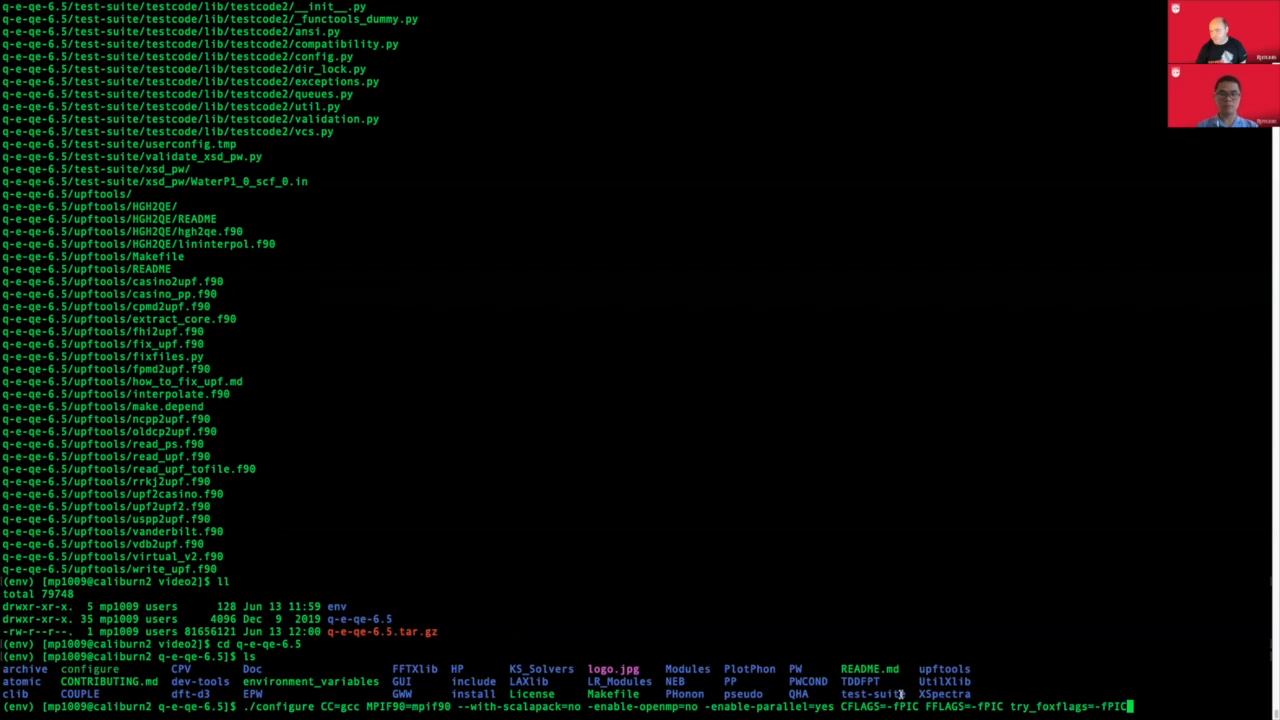 q-e-qe-6.5/test-suite/testcode/lib/testcode2/__init__.py
q-e-qe-6.5/test-suite/testcode/lib/testcode2/_functools_dummy.py
q-e-qe-6.5/test-suite/testcode/lib/testcode2/ansi.py
q-e-qe-6.5/test-suite/testcode/lib/testcode2/compatibility.py
q-e-qe-6.5/test-suite/testcode/lib/testcode2/config.py
q-e-qe-6.5/test-suite/testcode/lib/testcode2/dir_lock.py
q-e-qe-6.5/test-suite/testcode/lib/testcode2/exceptions.py
q-e-qe-6.5/test-suite/testcode/lib/testcode2/queues.py
q-e-qe-6.5/test-suite/testcode/lib/testcode2/util.py
q-e-qe-6.5/test-suite/testcode/lib/testcode2/validation.py
q-e-qe-6.5/test-suite/testcode/lib/testcode2/vcs.py
q-e-qe-6.5/test-suite/userconfig.tmp
q-e-qe-6.5/test-suite/validate_xsd_pw.py
q-e-qe-6.5/test-suite/xsd_pw/
q-e-qe-6.5/test-suite/xsd_pw/WaterP1_0_scf_0.in
q-e-qe-6.5/upftools/
q-e-qe-6.5/upftools/HGH2QE/
q-e-qe-6.5/upftools/HGH2QE/README
q-e-qe-6.5/upftools/HGH2QE/hgh2qe.f90
q-e-qe-6.5/upftools/HGH2QE/lininterpol.f90
q-e-qe-6.5/upftools/Makefile
q-e-qe-6.5/upftools/README
q-e-qe-6.5/upftools/casino2upf.f90
q-e-qe-6.5/upftools/casino_pp.f90
q-e-qe-6.5/upftools/cpmd2upf.f90
q-e-qe-6.5/upftools/extract_core.f90
q-e-qe-6.5/upftools/fhi2upf.f90
q-e-qe-6.5/upftools/fix_upf.f90
q-e-qe-6.5/upftools/fixfiles.py
q-e-qe-6.5/upftools/fpmd2upf.f90
q-e-qe-6.5/upftools/how_to_fix_upf.md
q-e-qe-6.5/upftools/interpolate.f90
q-e-qe-6.5/upftools/make.depend
q-e-qe-6.5/upftools/ncpp2upf.f90
q-e-qe-6.5/upftools/oldcp2upf.f90
q-e-qe-6.5/upftools/read_ps.f90
q-e-qe-6.5/upftools/read_upf.f90
q-e-qe-6.5/upftools/read_upf_tofile.f90
q-e-qe-6.5/upftools/rrkj2upf.f90
q-e-qe-6.5/upftools/upf2casino.f90
q-e-qe-6.5/upftools/upf2upf2.f90
q-e-qe-6.5/upftools/uspp2upf.f90
q-e-qe-6.5/upftools/vanderbilt.f90
q-e-qe-6.5/upftools/vdb2upf.f90
q-e-qe-6.5/upftools/virtual_v2.f90
q-e-qe-6.5/upftools/write_upf.f90
(env) [mp1009@caliburn2 video2]$ ll
total 79748
drwxr-xr-x. 5 mp1009 users 128 Jun 13 11:59 env
drwxr-xr-x. 35 mp1009 users 4096 Dec 9 2019 q-e-qe-6.5
-rw-r--r--. 1 mp1009 users 81656121 Jun 13 12:00 q-e-qe-6.5.tar.gz
(env) [mp1009@caliburn2 video2]$ cd q-e-qe-6.5
(env) [mp1009@caliburn2 q-e-qe-6.5]$ ls
archive configure CPV Doc FFTXlib HP KS_Solvers logo.jpg Modules PlotPhon PW README.md upftools
atomic CONTRIBUTING.md dev-tools environment_variables GUI include LAXlib LR_Modules NEB PP PWCOND TDDFPT UtilXlib
clib COUPLE dft-d3 EPW GWW install License Makefile PHonon pseudo QHA test-suite XSpectra
(env) [mp1009@caliburn2 q-e-qe-6.5]$ ./configure CC=gcc MPIF90=mpif90 --with-scalapack=no -enable-openmp=no -enable-parallel=yes CFLAGS=-fPIC FFLAGS=-fPIC try_foxflags=-fPIC